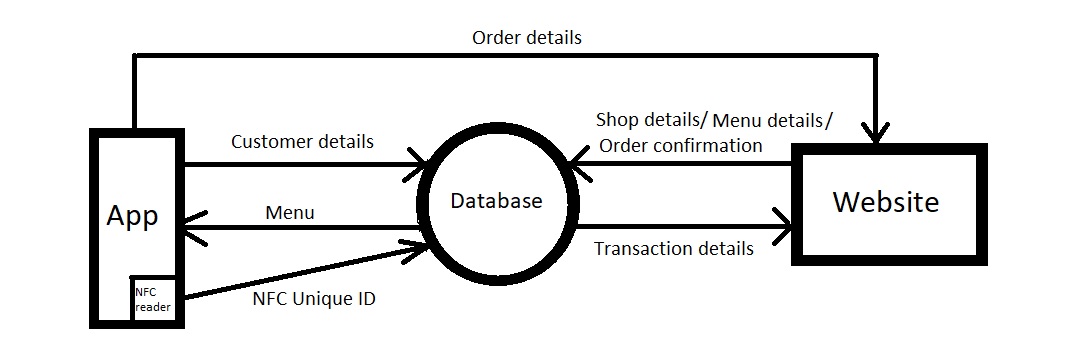 Order details
Customer details
Shop details/ Menu details/
Order confirmation
App
Menu
Database
Website
Transaction details
NFC
reader
NFC Unique ID